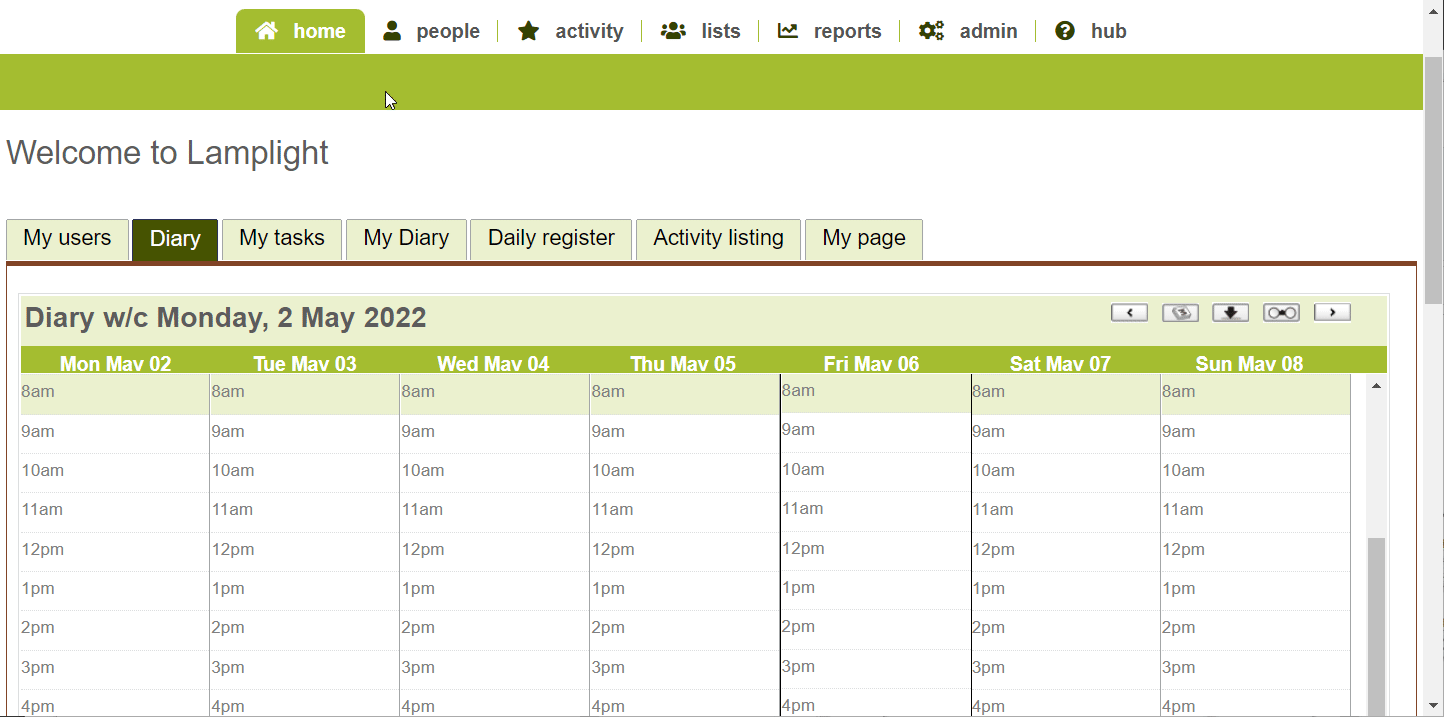 home people activity lists reports admin hub
Welcome to Lamplight
My users Diary My tasks My Diary Daily register Activity listing My page
Diary w/c Monday, 2 May 2022
Mon May 02 Tue May 03 Wed May 04 Thu May 05 Fri May 06 Sat May 07 Sun May 08
8am 8am 8am 8am 8am 8am 8am
9am 9am 9am 9am 9am 9am 9am
10am 10am 10am 10am 10am 10am 10am
11am 11am 11am 11am 11am 11am 11am
12pm 12pm 12pm 12pm 12pm 12pm 12pm
1pm 1pm 1pm 1pm 1pm 1pm 1pm
2pm 2pm 2pm 2pm 2pm 2pm 2pm
3pm 3pm 3pm 3pm 3pm 3pm 3pm
4pm 4pm 4pm 4pm 4pm 4pm 4pm